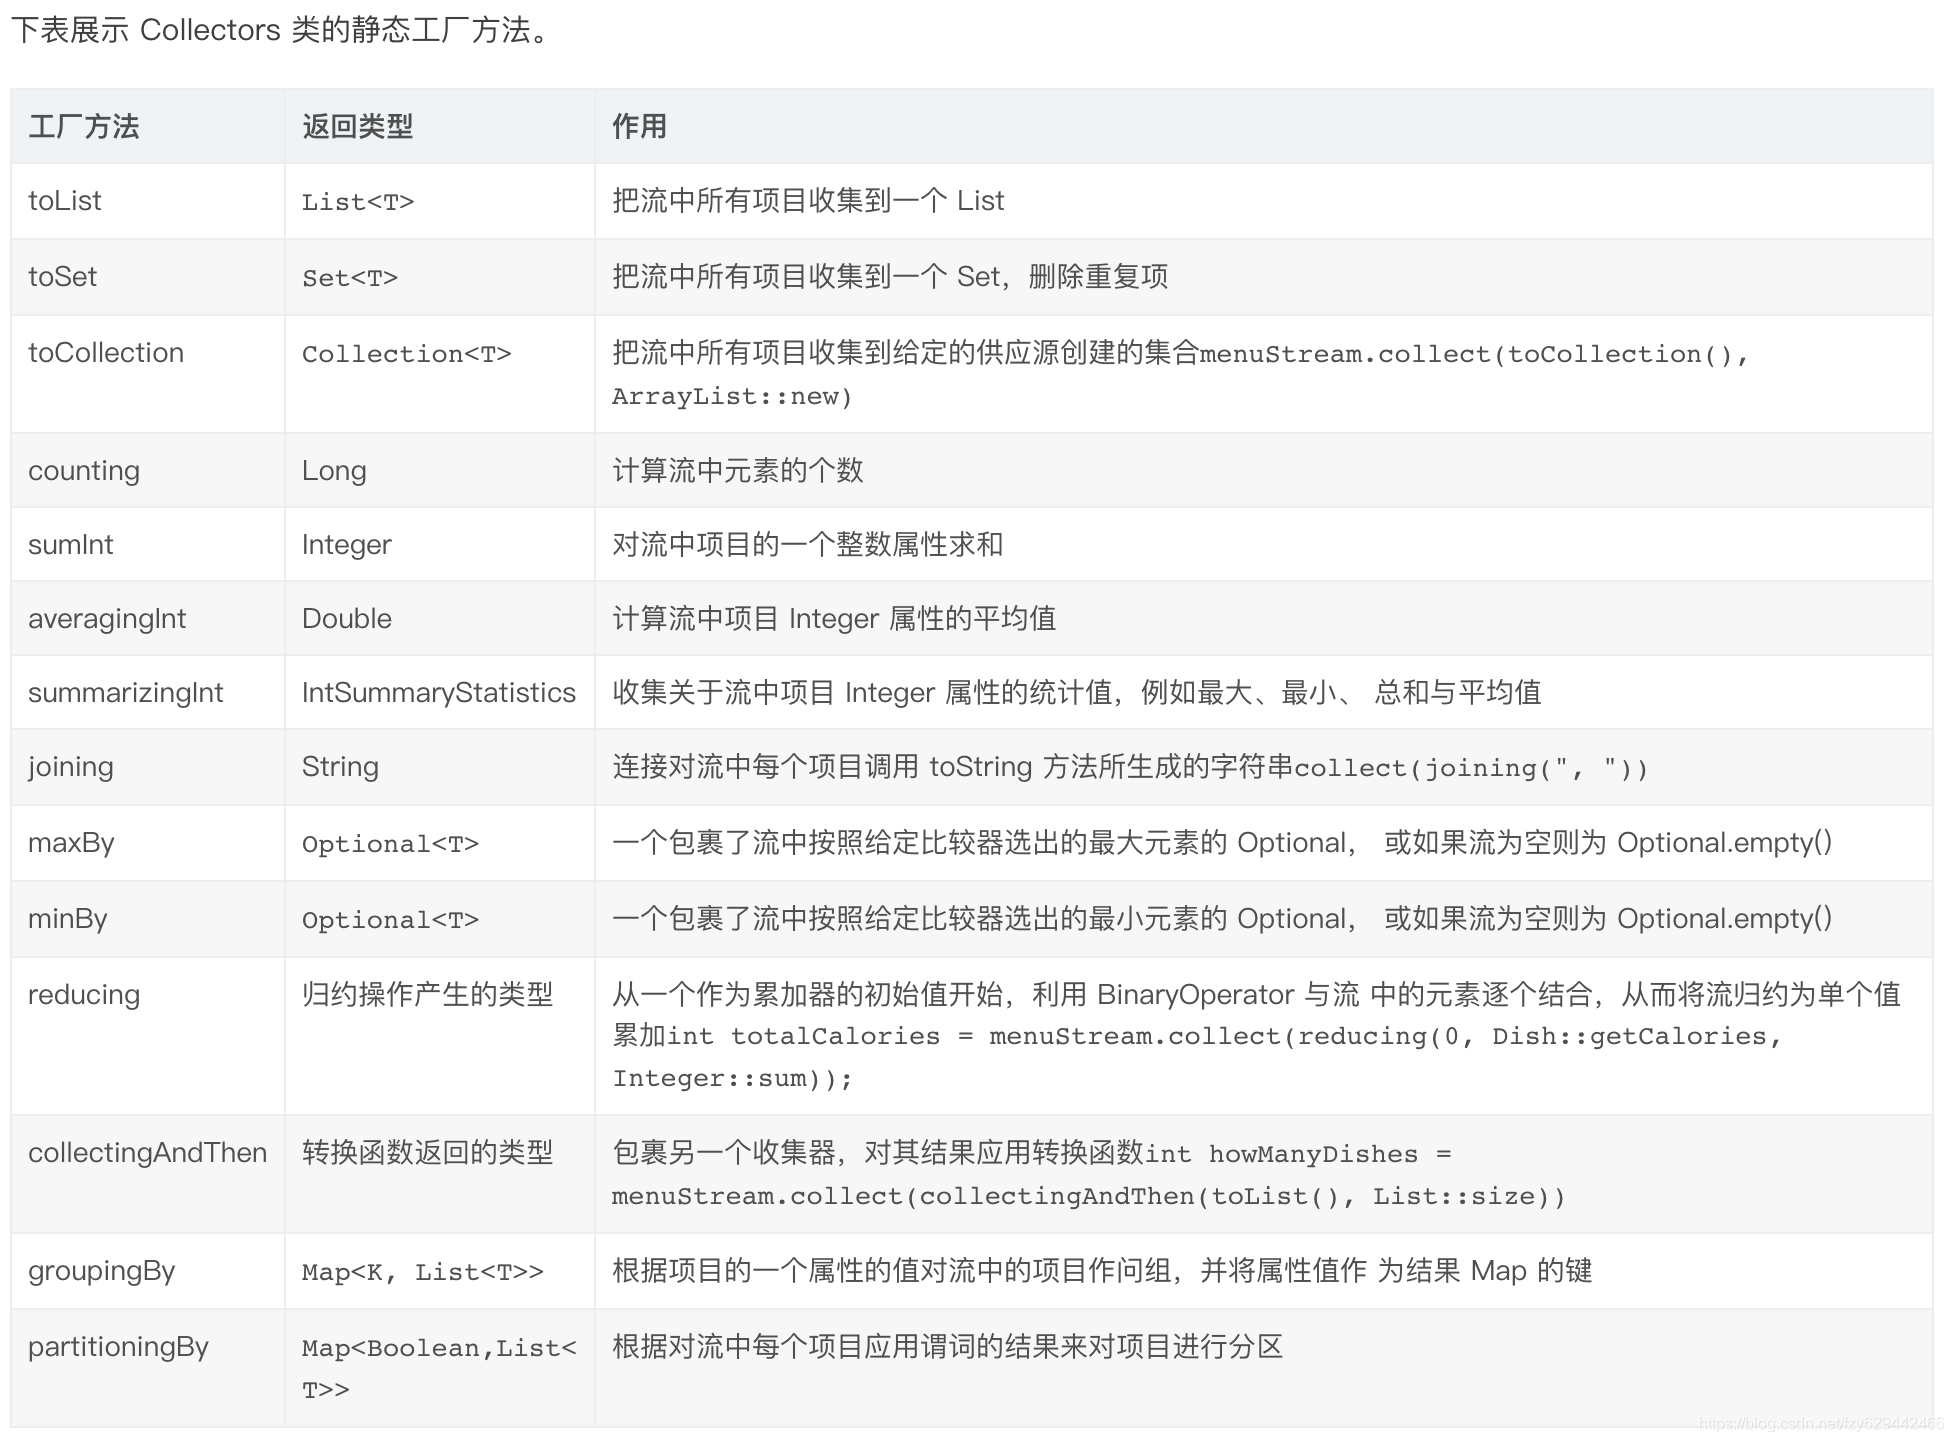 下表展示 Collectors 类的静态工厂方法。
工厂方法 返回类型 作用
toList List<T> 把流中所有项目收集到一个 List
toSet Set<T> 把流中所有项目收集到一个 Set，删除重复项
toCollection Collection<T> 把流中所有项目收集到给定的供应源创建的集合menuStream.collect(toCollection(),
ArrayList::new)
counting Long 计算流中元素的个数
sumInt Integer 对流中项目的一个整数属性求和
averagingInt Double 计算流中项目 Integer 属性的平均值
summarizingInt IntSummaryStatistics 收集关于流中项目 Integer 属性的统计值，例如最大、最小、 总和与平均值
joining String 连接对流中每个项目调用 toString 方法所生成的字符串collect(joining(", "))
maxBy Optional<T> 一个包裹了流中按照给定比较器选出的最大元素的 Optional， 或如果流为空则为 Optional.empty()
minBy Optional<T> 一个包裹了流中按照给定比较器选出的最小元素的 Optional， 或如果流为空则为 Optional.empty()
reducing 归约操作产生的类型 从一个作为累加器的初始值开始，利用 BinaryOperator 与流 中的元素逐个结合，从而将流归约为单个值
累加int totalCalories = menuStream.collect(reducing(0, Dish::getCalories,
Integer::sum));
collectingAndThen 转换函数返回的类型 包裹另一个收集器，对其结果应用转换函数int howManyDishes =
menuStream.collect(collectingAndThen(toList(), List::size))
groupingBy Map<K, List<T>> 根据项目的一个属性的值对流中的项目作问组，并将属性值作 为结果 Map 的键
partitioningBy Map<Boolean,List< 根据对流中每个项目应用谓词的结果来对项目进行分区
T>>
https://blog.csdn.net/fzy629442466